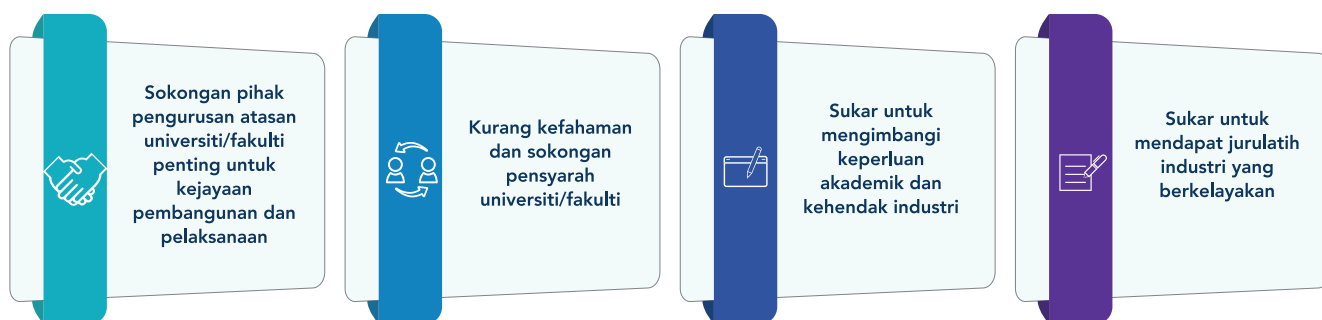 Sokongan pihak
pengurusan atasan
universiti/fakulti
penting untuk
kejayaan
pembangunan dan
pelaksanaan
Kurang kefahaman
dan sokongan
pensyarah
universiti/fakulti
Sukar untuk
mengimbangi
keperluan
akademik dan
kehendak industri
Sukar untuk
mendapat jurulatih
industri yang
berkelayakan